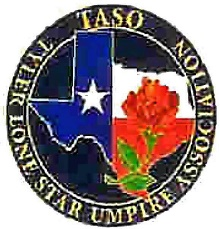 TASO
TYLER LONE STAR UMPIRE ASSOCIATION